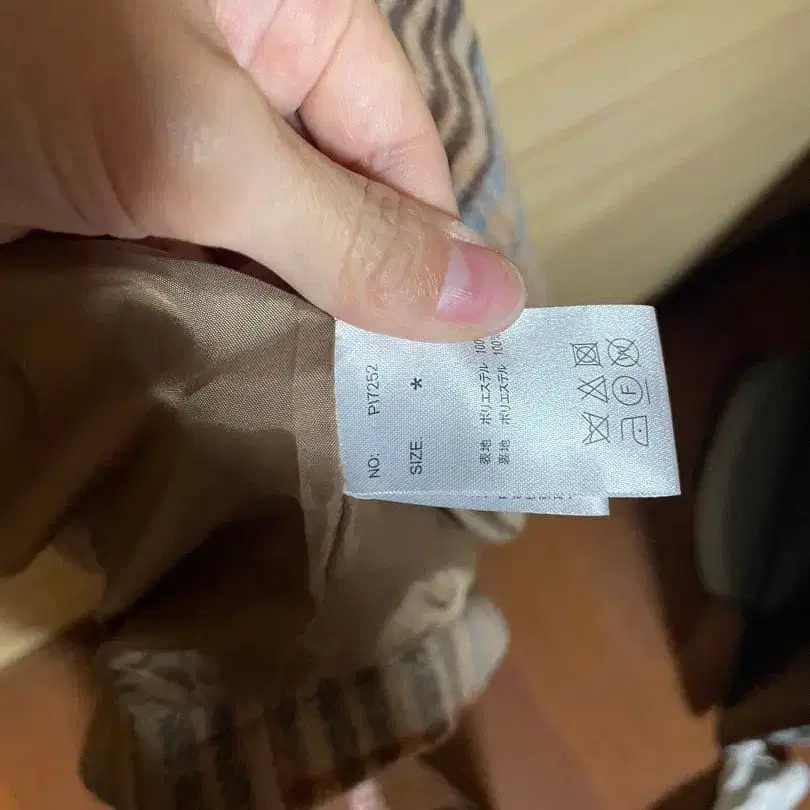 NO: P17252
SIZE. *
表地 ポリエステル 100
裏地 ポリエステル 100
F